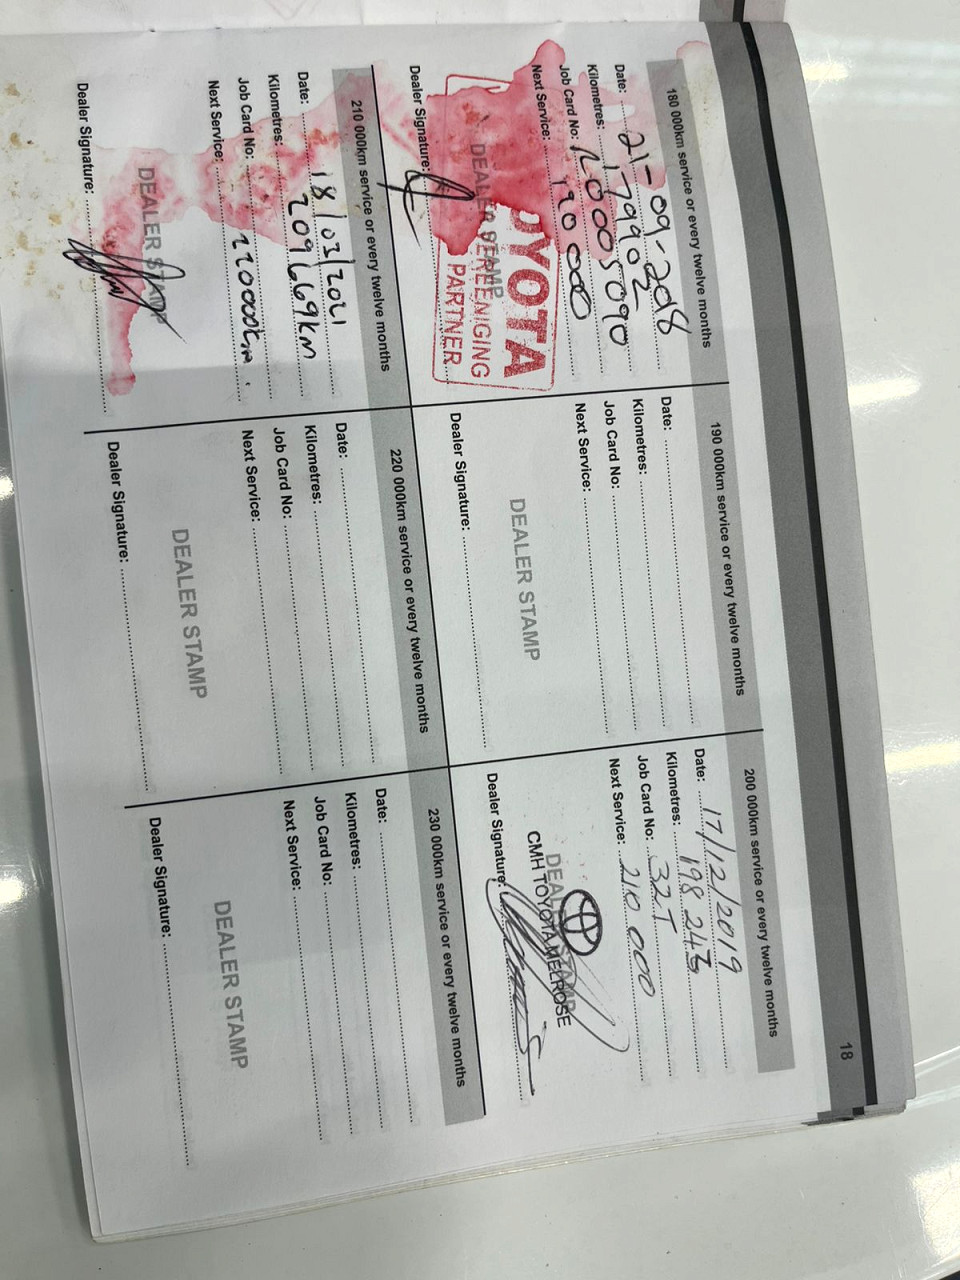 18
180 000km service or every twelve months
Date: 21-09-2018
Kilometres: 179902
Job Card No: R000 5090
Next Service: 190 000
DEALER STAMP
OYOTA
VEREENIGING
PARTNER
Dealer Signature:
190 000km service or every twelve months
Date:
Kilometres:
Job Card No:
Next Service:
DEALER STAMP
Dealer Signature:
200 000km service or every twelve months
Date: 17/12/2019
Kilometres: 198 243
Job Card No: 32T
Next Service: 210 000
DEALER STAMP
CMH TOYOTA MELROSE
Dealer Signature:
210 000km service or every twelve months
Date: 18/03/2021
Kilometres: 209669km
Job Card No:
Next Service: 220000km.
DEALER STAMP
Dealer Signature:
220 000km service or every twelve months
Date:
Kilometres:
Job Card No:
Next Service:
DEALER STAMP
Dealer Signature:
230 000km service or every twelve months
Date:
Kilometres:
Job Card No:
Next Service:
DEALER STAMP
Dealer Signature: